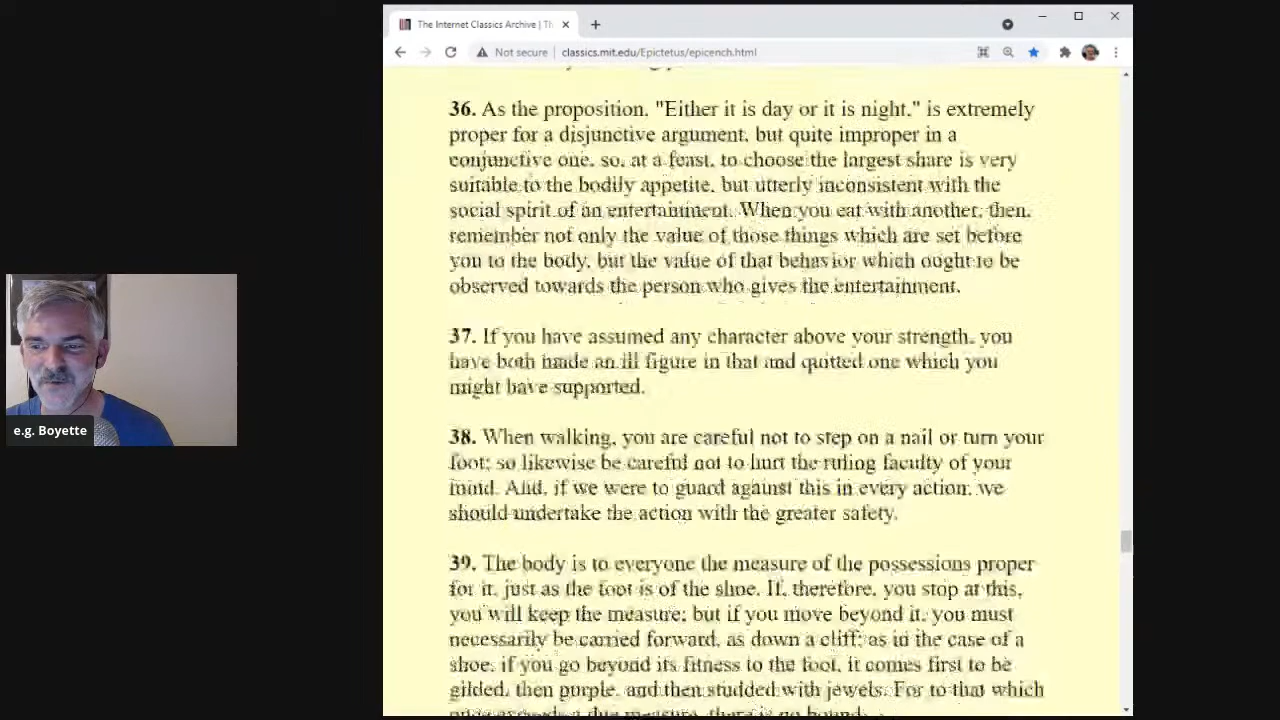 The Internet Classics Archive | Th
Not secure
classics.mit.edu/Epictetus/epicench.html
36. As the proposition, "Either it is day or it is night," is extremely
proper for a disjunctive argument, but quite improper in a
conjunctive one, so, at a feast, to choose the largest share is very
suitable to the bodily appetite, but utterly inconsistent with the
social spirit of an entertainment. When you eat with another, then,
remember not only the value of those things which are set before
you to the body, but the value of that behavior which ought to be
observed towards the person who gives the entertainment.
37. If you have assumed any character above your strength, you
have both made an ill figure in that and quitted one which you
might have supported.
38. When walking, you are careful not to step on a nail or turn your
foot; so likewise be careful not to hurt the ruling faculty of your
mind. And, if we were to guard against this in every action, we
should undertake the action with the greater safety.
39. The body is to everyone the measure of the possessions proper
for it, just as the foot is of the shoe. If, therefore, you stop at this,
you will keep the measure; but if you move beyond it, you must
necessarily be carried forward, as down a cliff; as in the case of a
shoe, if you go beyond its fitness to the foot, it comes first to be
gilded, then purple, and then studded with jewels. For to that which
once exceeds a due measure, there is no bound.
e.g. Boyette